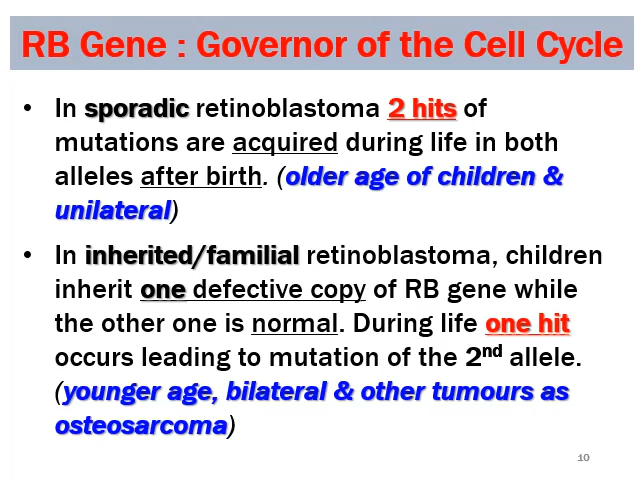 RB Gene : Governor of the Cell Cycle
• In sporadic retinoblastoma 2 hits of
mutations are acquired during life in both
alleles after birth. (older age of children &
unilateral)
• In inherited/familial retinoblastoma, children
inherit one defective copy of RB gene while
the other one is normal. During life one hit
occurs leading to mutation of the 2nd allele.
(younger age, bilateral & other tumours as
osteosarcoma)
10